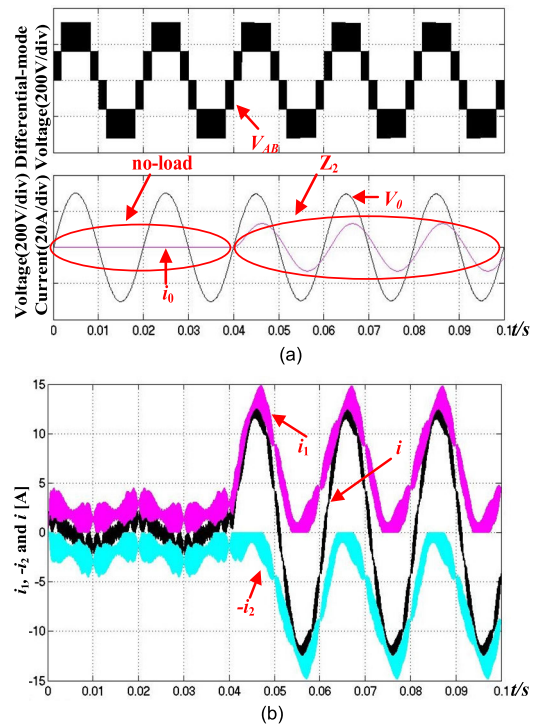 Differential-mode
Voltage(200V/div)
V_AB
no-load
Z_2
V_0
Voltage(200V/div)
Current(20A/div)
i_0
0 0.01 0.02 0.03 0.04 0.05 0.06 0.07 0.08 0.09 0.1 t/s
(a)
15
10
5
0
-5
-10
-15
i_1, -i_2 and i [A]
i_1
i
-i_2
0 0.01 0.02 0.03 0.04 0.05 0.06 0.07 0.08 0.09 0.1 t/s
(b)